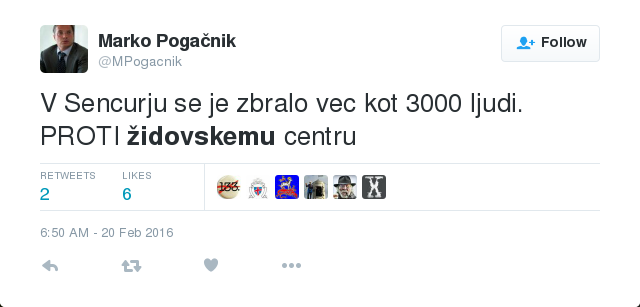 Marko Pogačnik
@MPogacnik
Follow
V Sencurju se je zbralo vec kot 3000 ljudi.
PROTI židovskemu centru
RETWEETS LIKES
2 6
6:50 AM - 20 Feb 2016